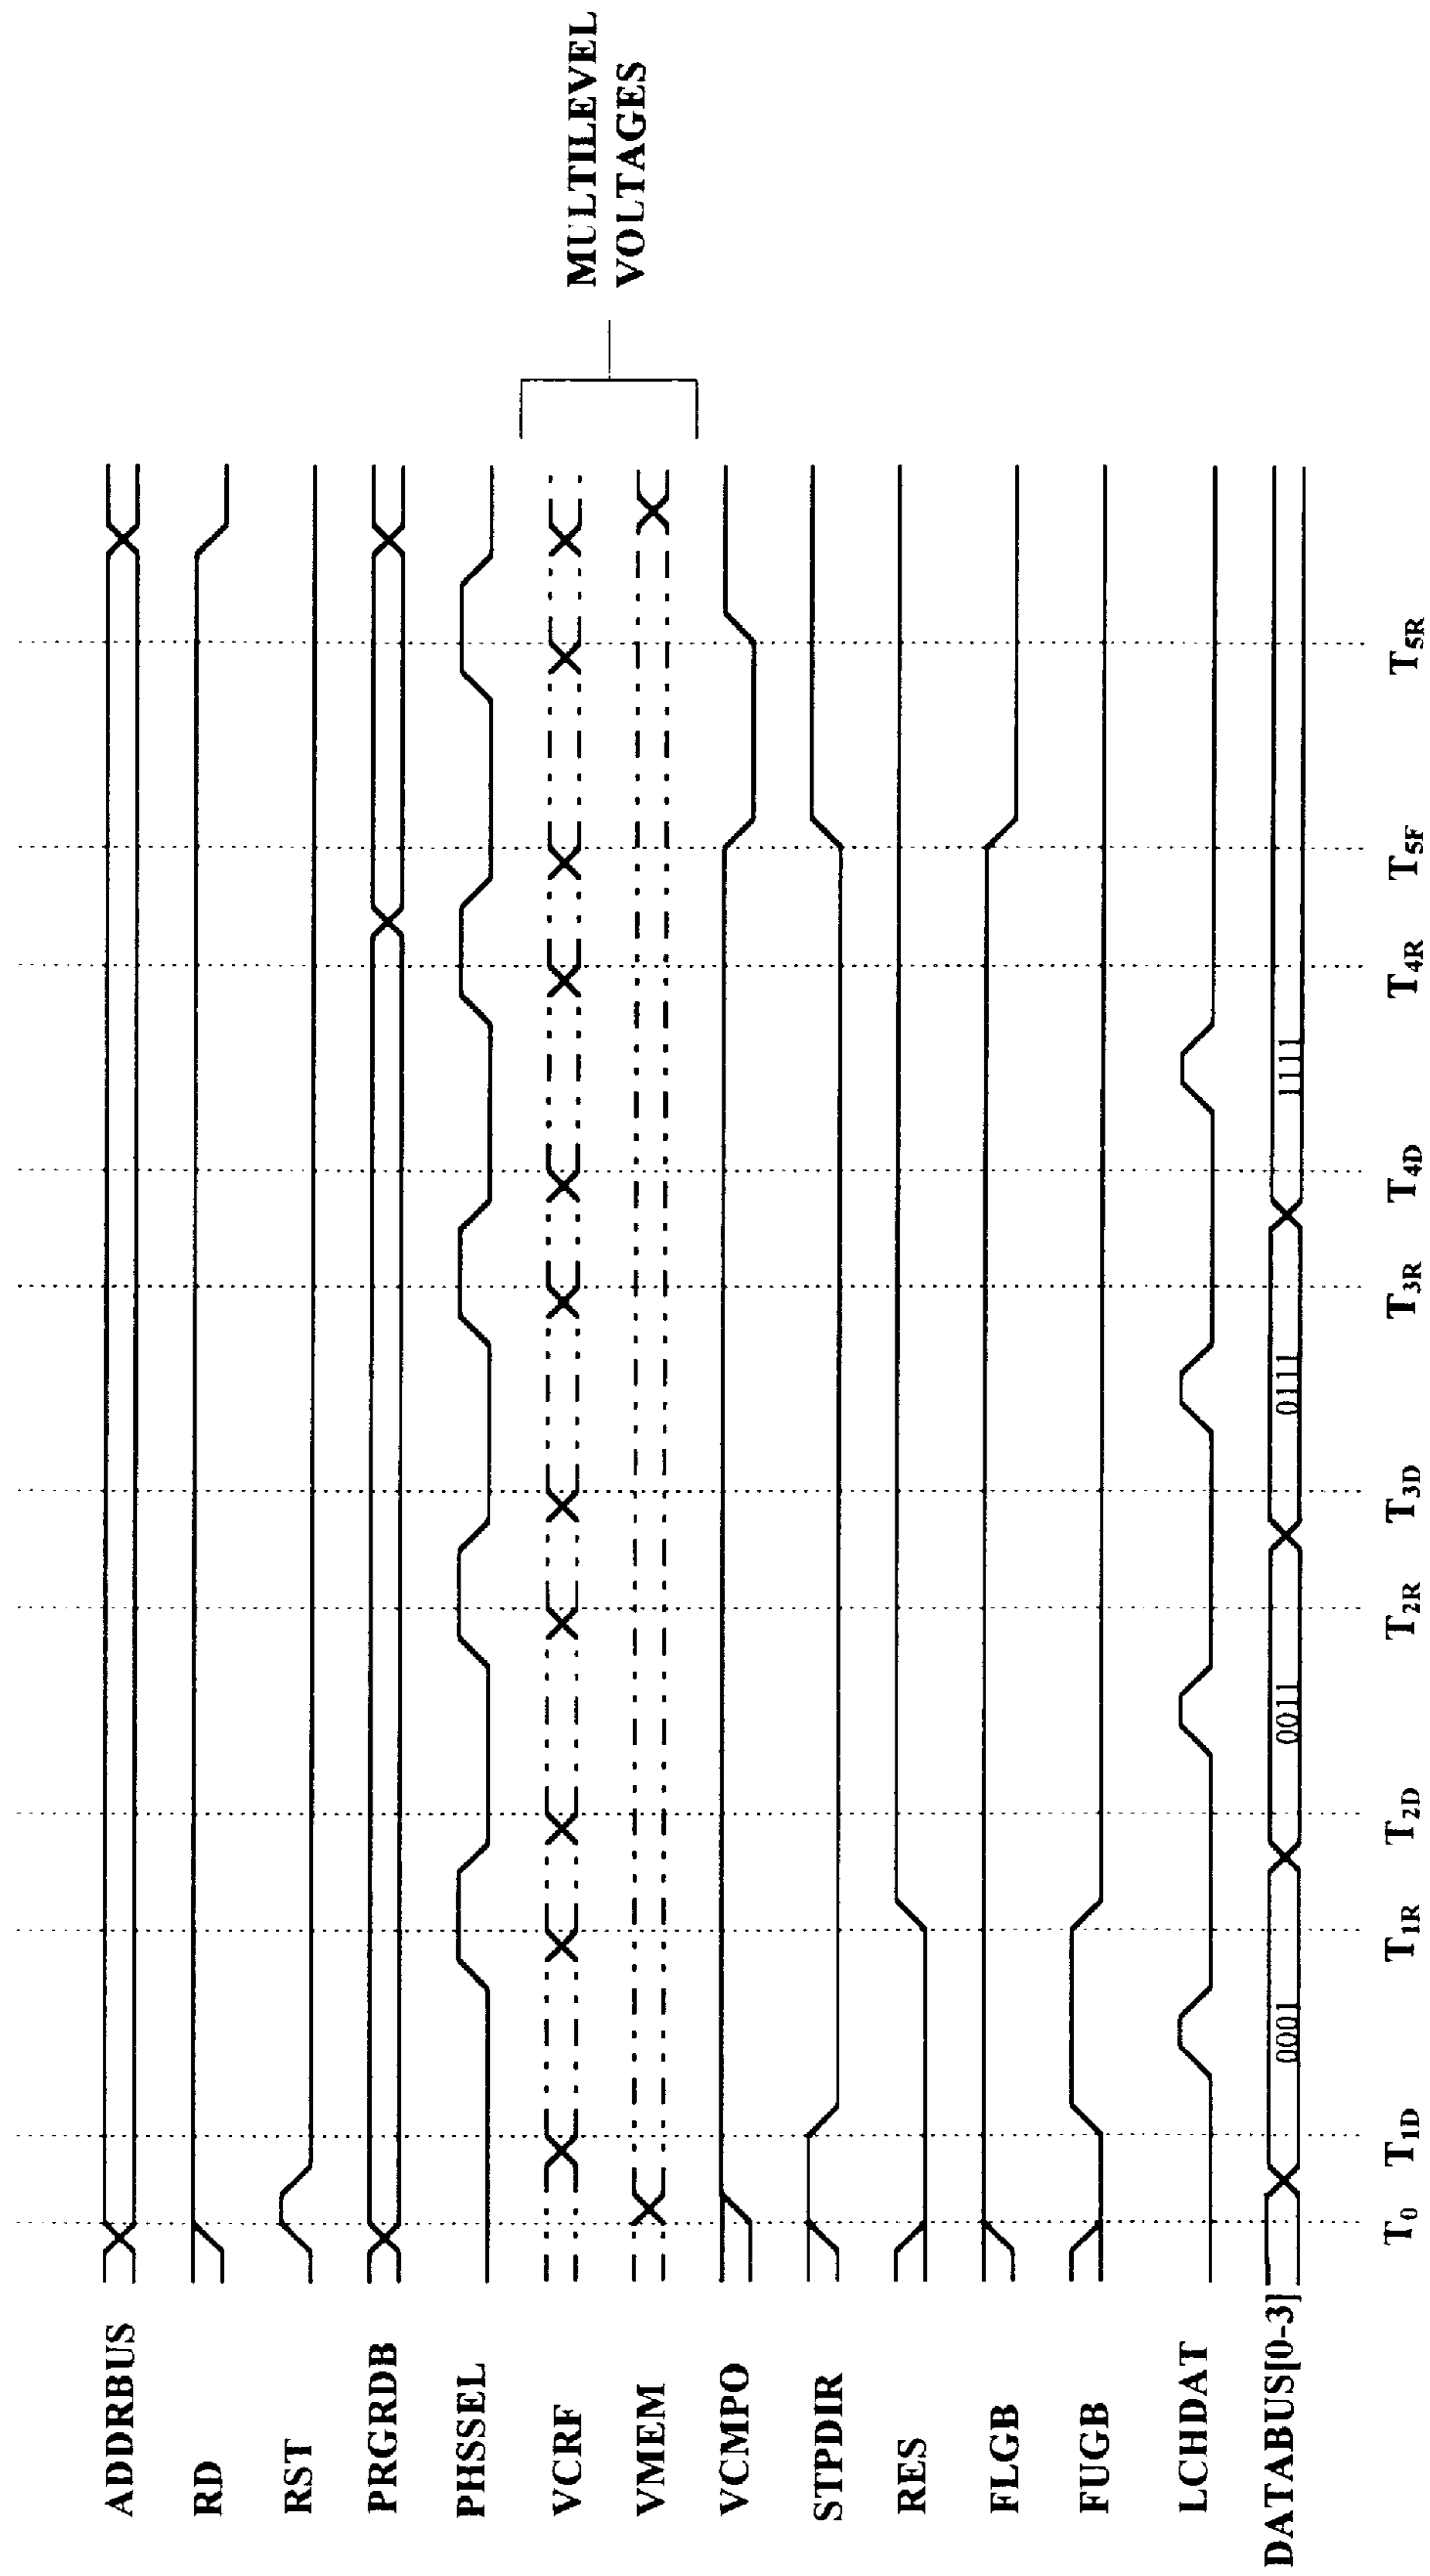 ADDRBUS
RD
RST
PRGRDB
PHSSEL
VCRF
VMEM
MULTILEVEL
VOLTAGES
VCMPO
STPDIR
RES
FLGB
FUGB
LCHDAT
DATABUS[0-3]
0001
0011
0111
1111
T0
T1D
T1R
T2D
T2R
T3D
T3R
T4D
T4R
T5F
T5R